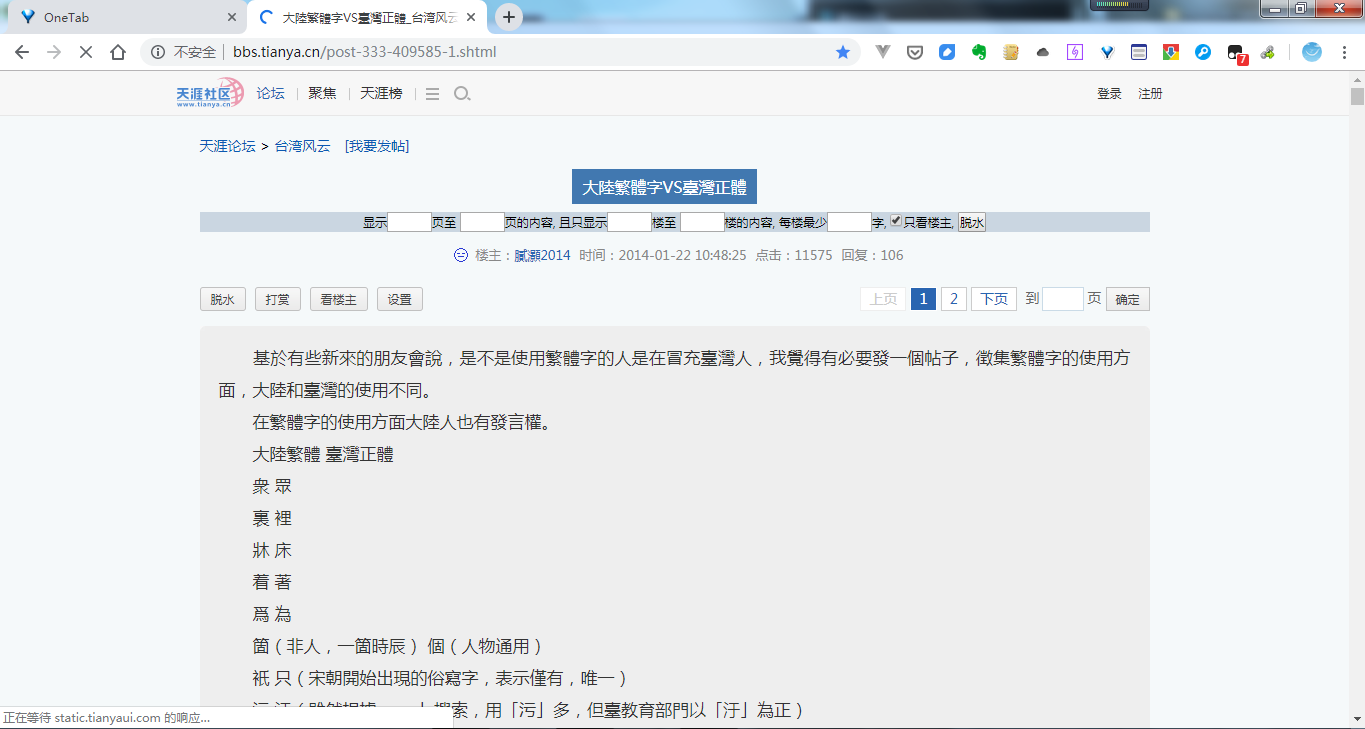 OneTab
大陸繁體字VS臺灣正體_台湾风云
不安全 bbs.tianya.cn/post-333-409585-1.shtml
7
天涯社区
www.tianya.cn
论坛 聚焦 天涯榜 登录 注册
天涯论坛 > 台湾风云 [我要发帖]
大陸繁體字VS臺灣正體
显示 页至 页的内容, 且只显示 楼至 楼的内容, 每楼最少 字, 只看楼主, 脱水
楼主：膩灝2014 时间：2014-01-22 10:48:25 点击：11575 回复：106
脱水 打赏 看楼主 设置 上页 1 2 下页 到 页 确定
基於有些新來的朋友會說，是不是使用繁體字的人是在冒充臺灣人，我覺得有必要發一個帖子，徵集繁體字的使用方
面，大陸和臺灣的使用不同。
在繁體字的使用方面大陸人也有發言權。
大陸繁體 臺灣正體
衆 眾
裏 裡
牀 床
着 著
爲 為
箇（非人，一箇時辰） 個（人物通用）
衹 只（宋朝開始出現的俗寫字，表示僅有，唯一）
索，用「污」多，但臺教育部門以「汙」為正）
正在等待 static.tianyaui.com 的响应...